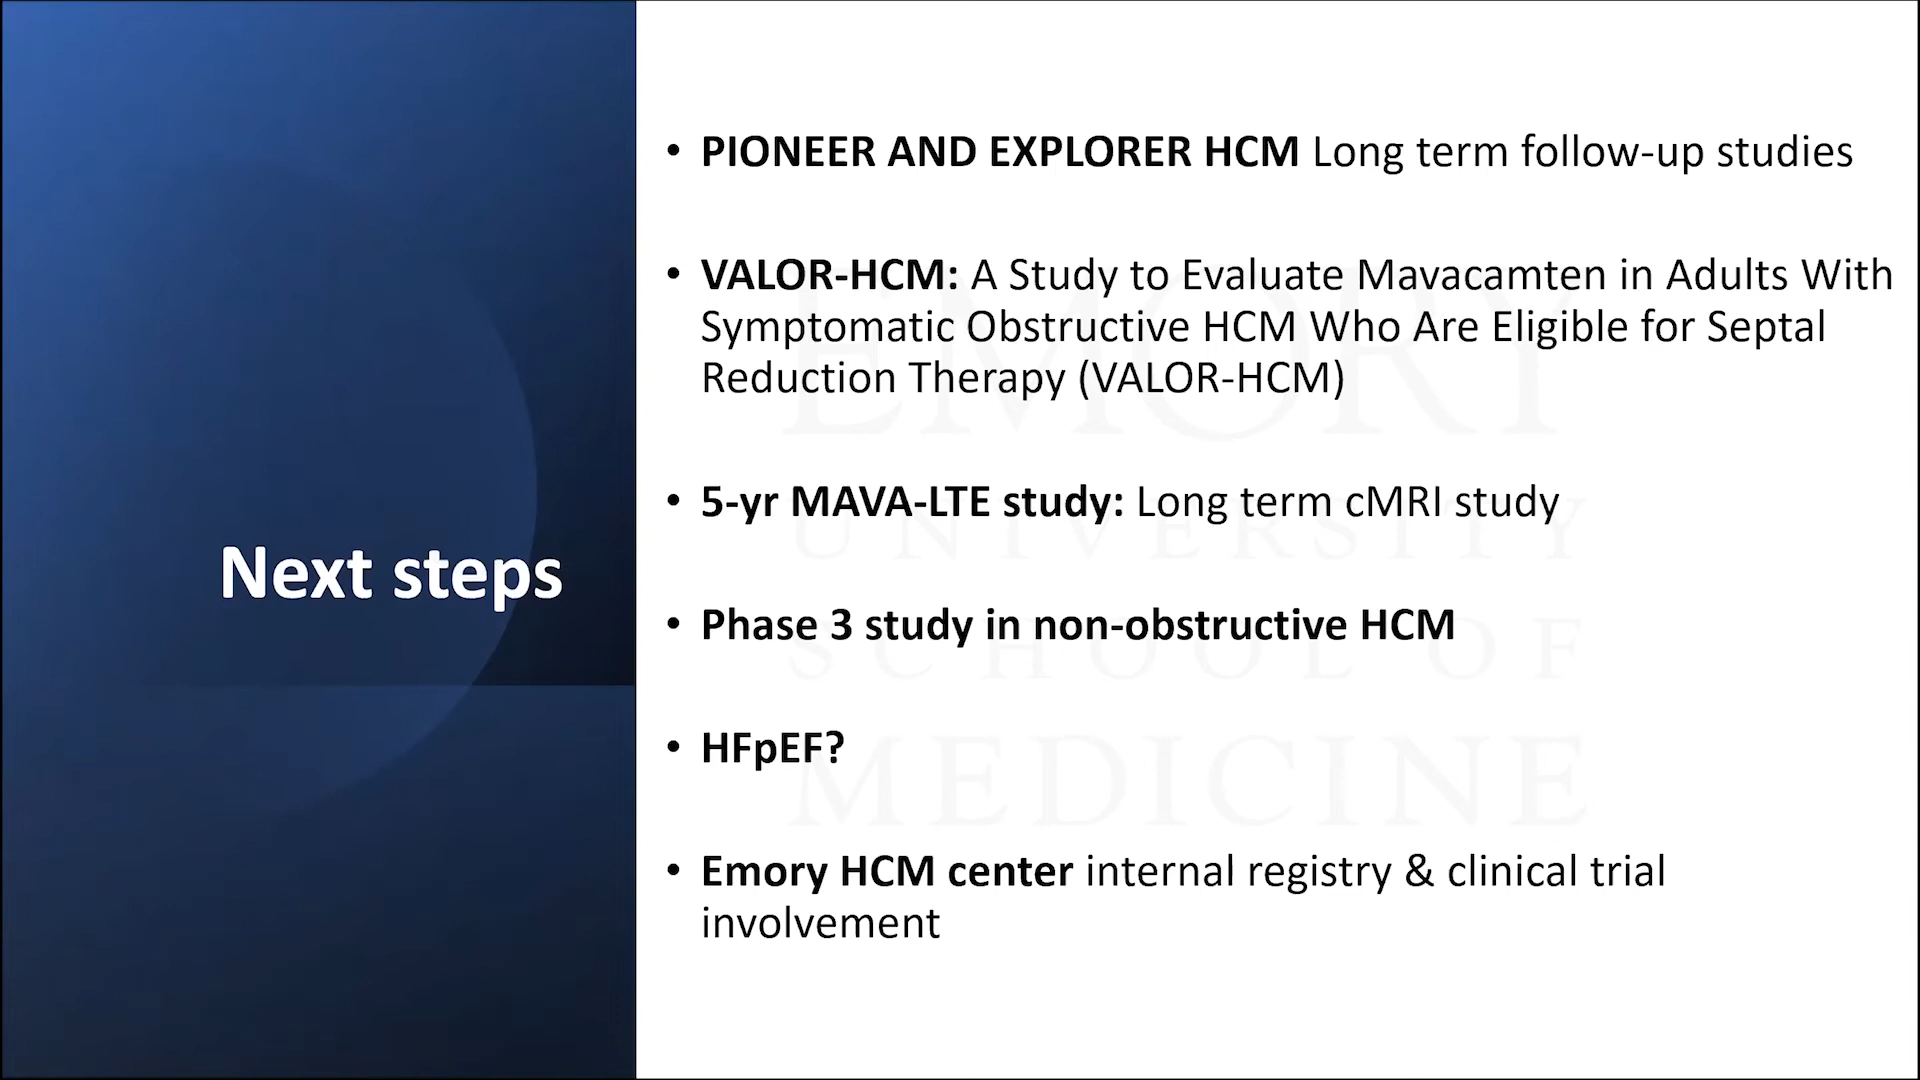 Next steps
• PIONEER AND EXPLORER HCM Long term follow-up studies
• VALOR-HCM: A Study to Evaluate Mavacamten in Adults With
Symptomatic Obstructive HCM Who Are Eligible for Septal
Reduction Therapy (VALOR-HCM)
• 5-yr MAVA-LTE study: Long term cMRI study
• Phase 3 study in non-obstructive HCM
• HFpEF?
• Emory HCM center internal registry & clinical trial
involvement
EMORY
UNIVERSITY
SCHOOL OF
MEDICINE